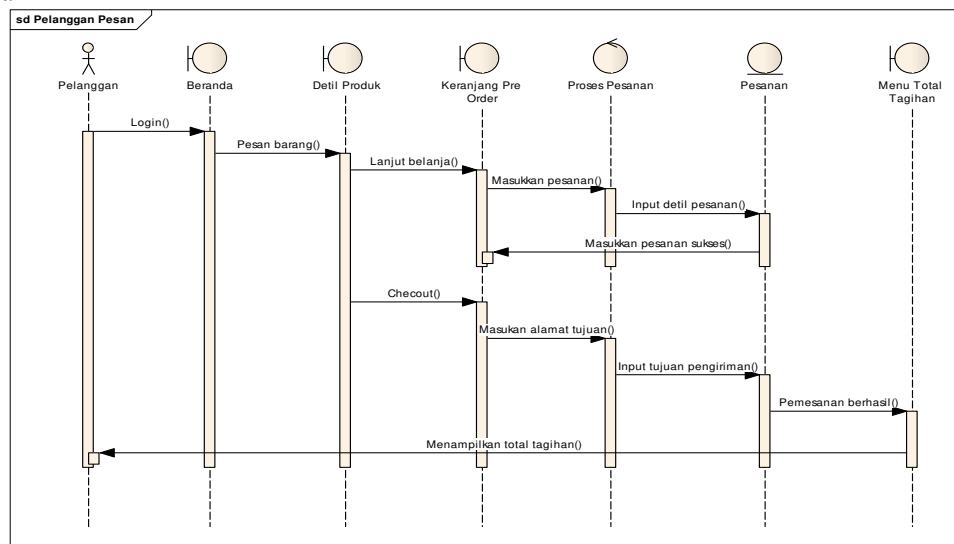 sd Pelanggan Pesan
Pelanggan
Beranda
Detil Produk
Keranjang Pre
Order
Proses Pesanan
Pesanan
Menu Total
Tagihan
Login()
Pesan barang()
Lanjut belanja()
Masukkan pesanan()
Input detil pesanan()
Masukkan pesanan sukses()
Checout()
Masukan alamat tujuan()
Input tujuan pengiriman()
Pemesanan berhasil()
Menampilkan total tagihan()